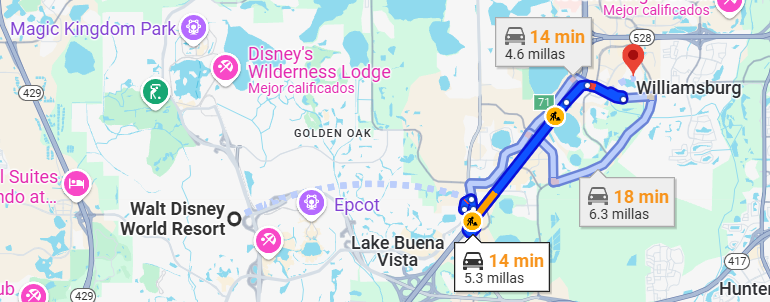 Magic Kingdom Park
Disney's
Wilderness Lodge
Mejor calificados
Mejor calificados
14 min
4.6 millas
528
Williamsburg
429
71
GOLDEN OAK
l Suites
ndo at...
Walt Disney
World Resort
Epcot
18 min
6.3 millas
Lake Buena
Vista
14 min
5.3 millas
417
429
ub
Hunter